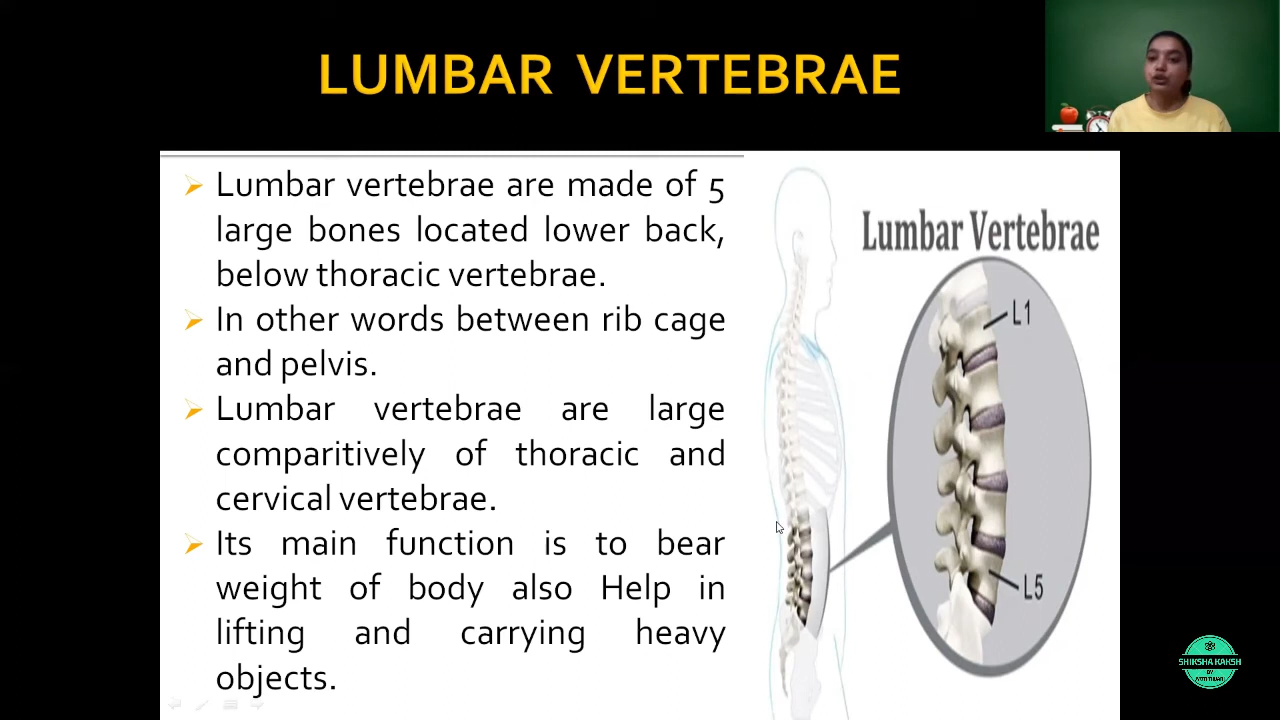 LUMBAR VERTEBRAE
Lumbar vertebrae are made of 5
large bones located lower back,
below thoracic vertebrae.
In other words between rib cage
and pelvis.
Lumbar vertebrae are large
comparitively of thoracic and
cervical vertebrae.
Its main function is to bear
weight of body also Help in
lifting and carrying heavy
objects.
Lumbar Vertebrae
L1
L5
SHIKSHA KAKSH
BY
JYOTI TIWARI